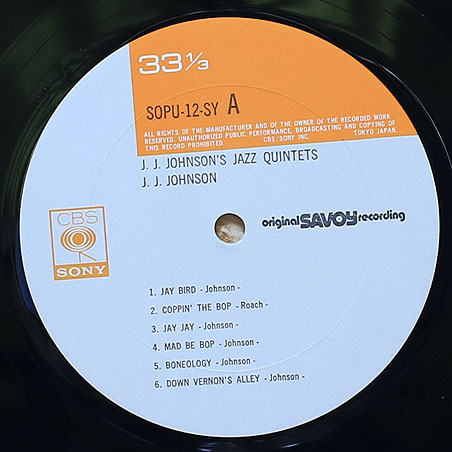 33 1/3
SOPU-12-SY A
ALL RIGHTS OF THE MANUFACTURER AND OF THE OWNER OF THE RECORDED WORK
RESERVED. UNAUTHORIZED PUBLIC PERFORMANCE, BROADCASTING AND COPYING OF
THIS RECORD PROHIBITED. CBS/SONY INC. TOKYO JAPAN.
J. J. JOHNSON'S JAZZ QUINTETS
J. J. JOHNSON
original SAVOY recording
CBS
SONY
1. JAY BIRD - Johnson -
2. COPPIN' THE BOP - Roach -
3. JAY JAY - Johnson -
4. MAD BE BOP - Johnson -
5. BONEOLOGY - Johnson -
6. DOWN VERNON'S ALLEY - Johnson -